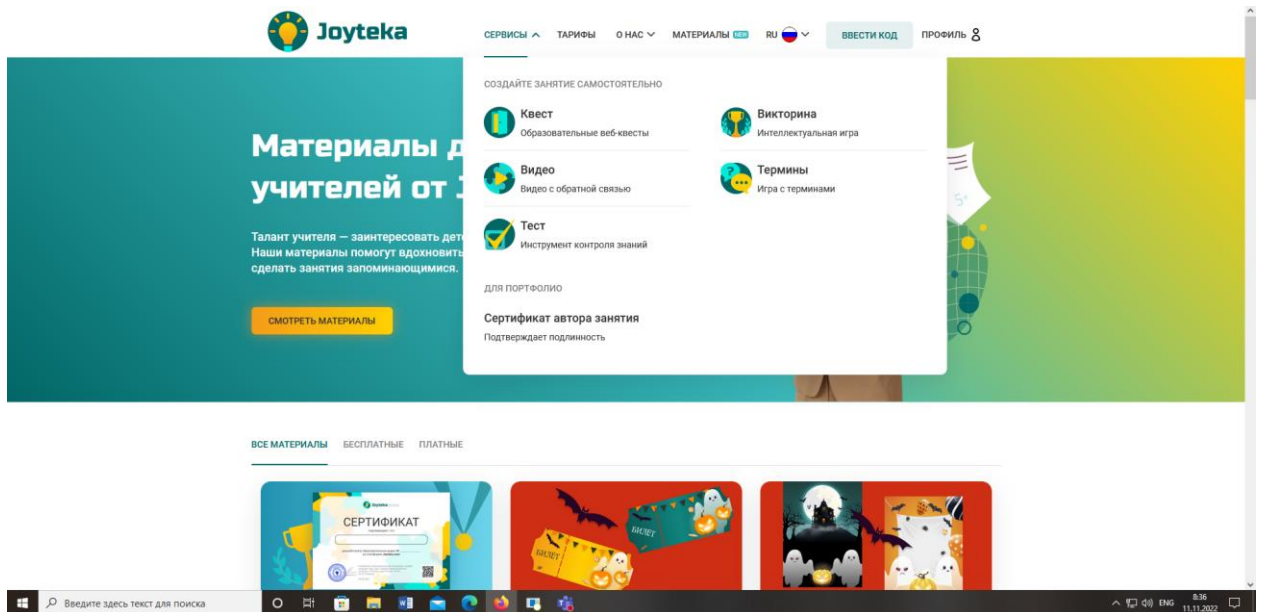 Joyteka
СЕРВИСЫ ТАРИФЫ О НАС МАТЕРИАЛЫ NEW RU ВВЕСТИ КОД ПРОФИЛЬ
СОЗДАЙТЕ ЗАНЯТИЕ САМОСТОЯТЕЛЬНО
Квест
Образовательные веб-квесты
Викторина
Интеллектуальная игра
Видео
Видео с обратной связью
Термины
Игра с терминами
Тест
Инструмент контроля знаний
ДЛЯ ПОРТФОЛИО
Сертификат автора занятия
Подтверждает подлинность
Материалы д
учителей от J
Талант учителя — заинтересовать дет
Наши материалы помогут вдохновить
сделать занятия запоминающимися.
СМОТРЕТЬ МАТЕРИАЛЫ
5+
ВСЕ МАТЕРИАЛЫ БЕСПЛАТНЫЕ ПЛАТНЫЕ
Joyteka
СЕРТИФИКАТ
БИЛЕТ
БИЛЕТ
Введите здесь текст для поиска
ENG
8:36
11.11.2022